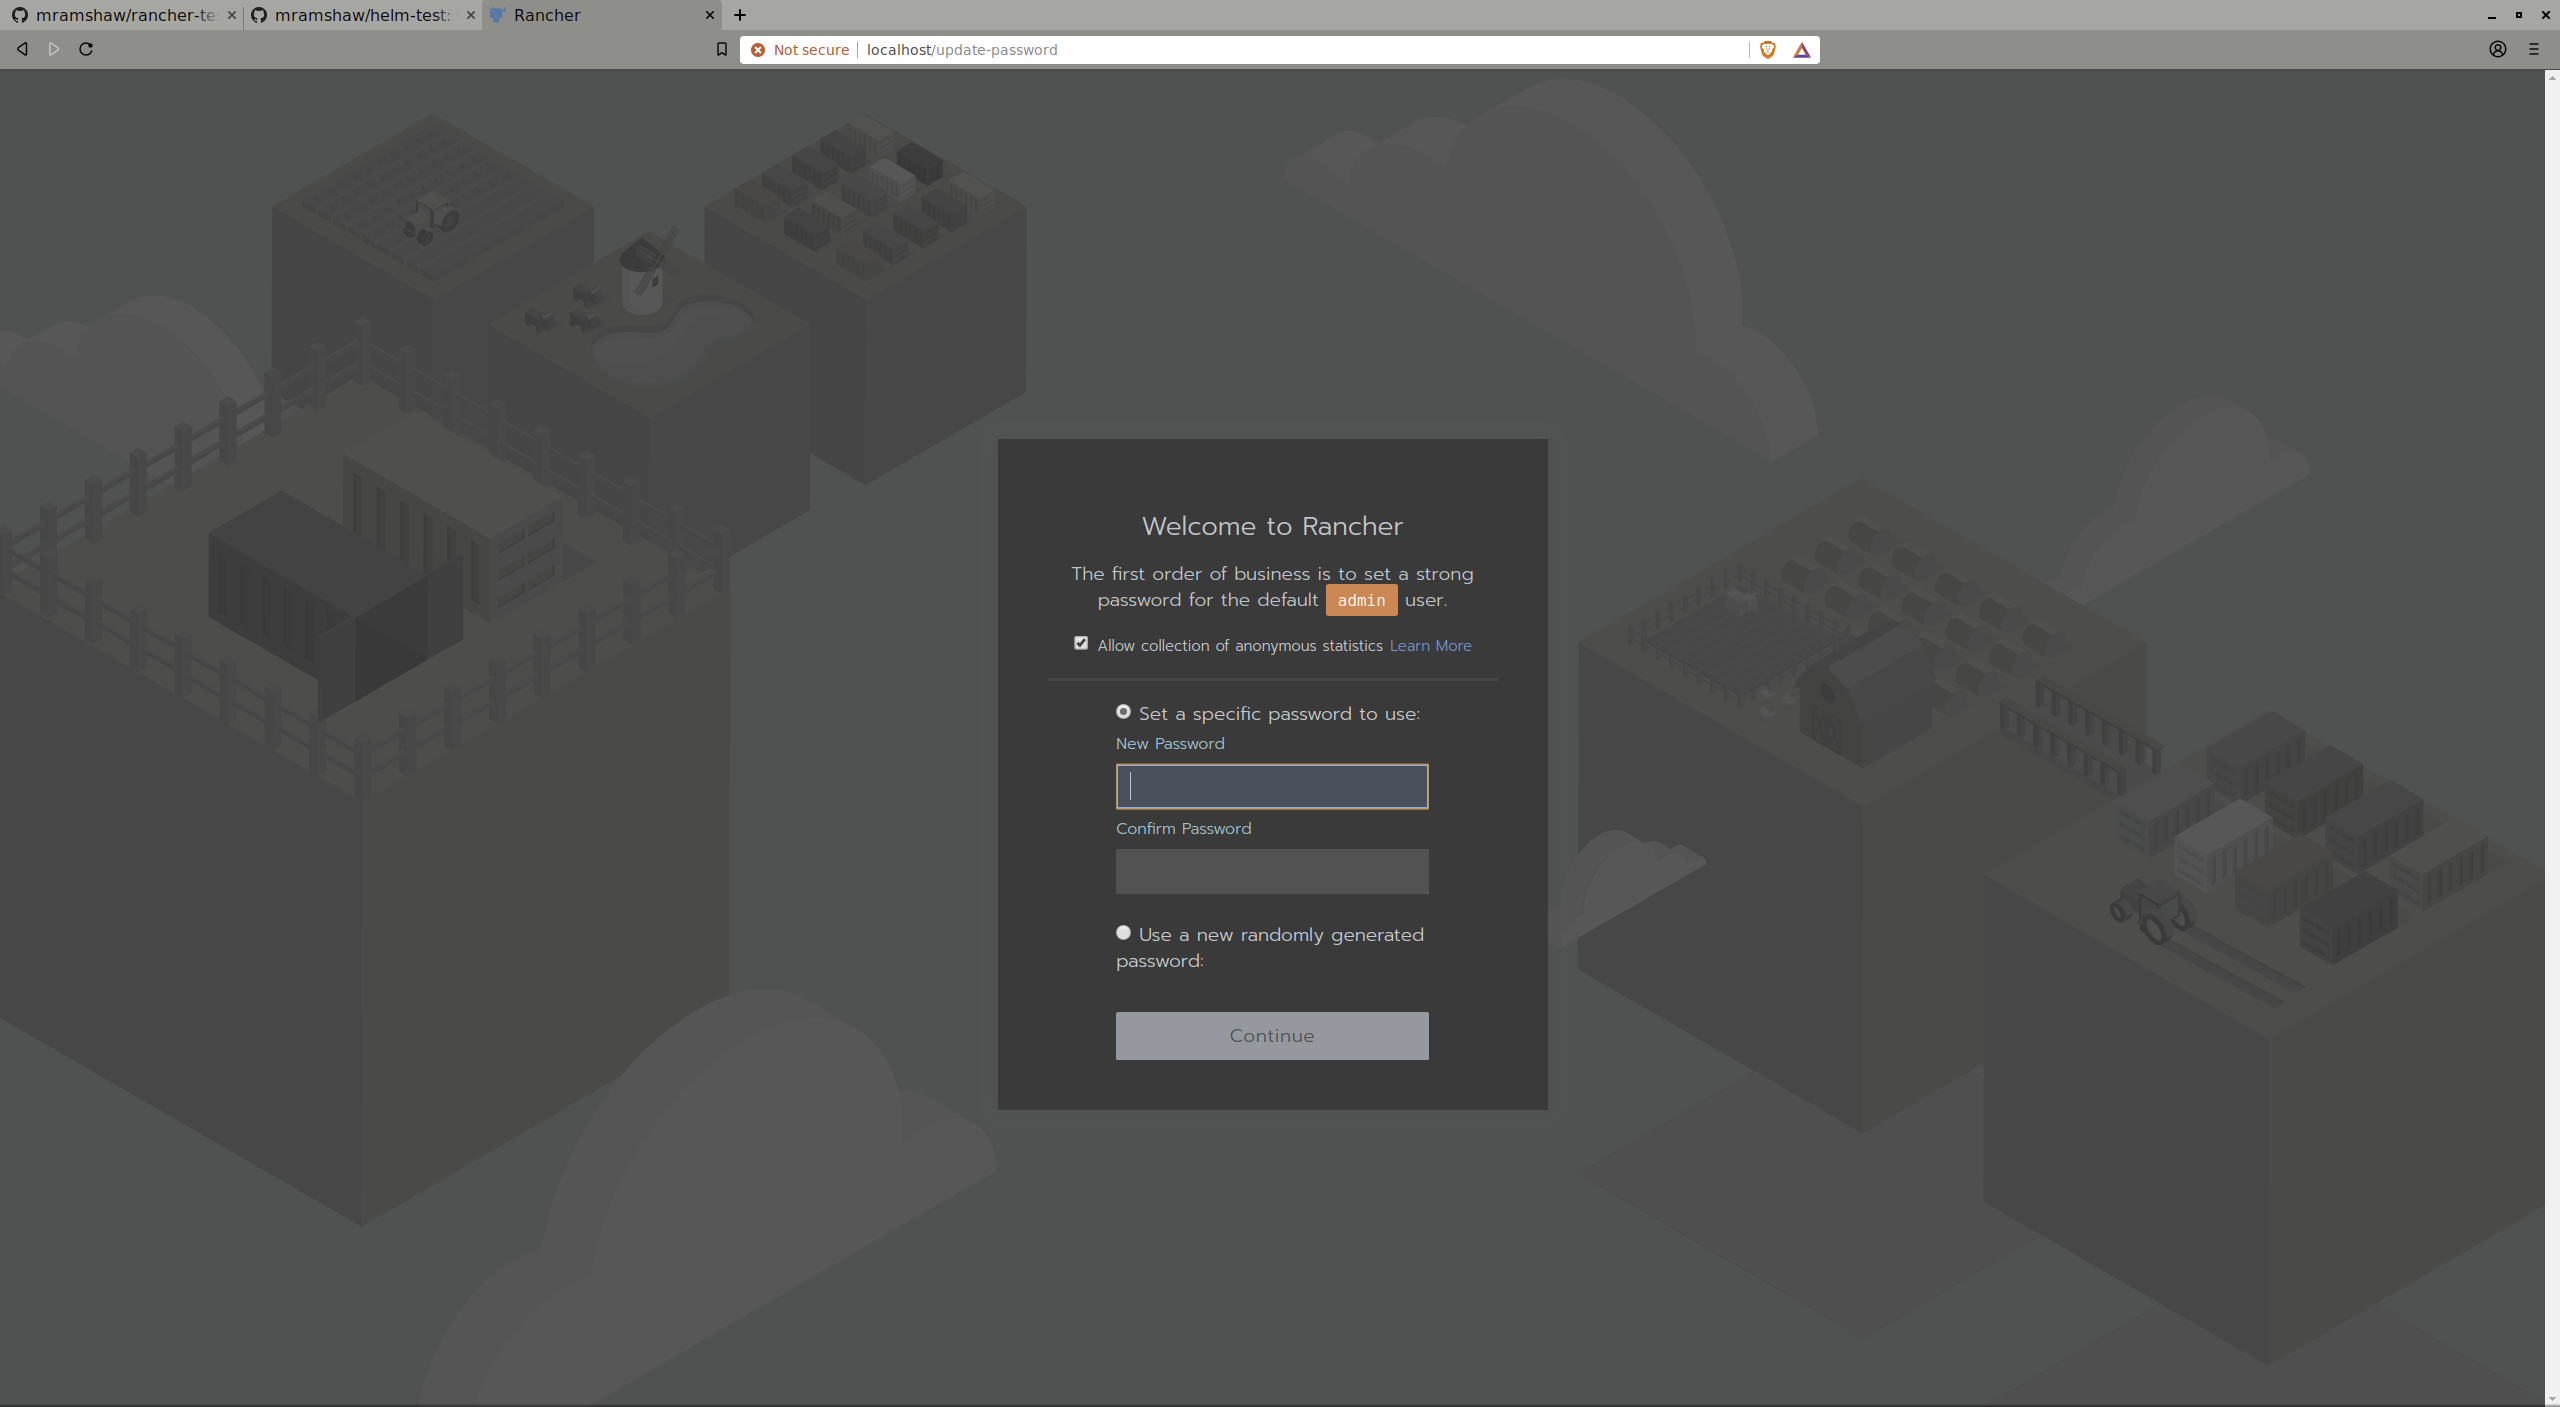 mramshaw/rancher-te
mramshaw/helm-test:
Rancher
Not secure
localhost/update-password
Welcome to Rancher
The first order of business is to set a strong
password for the default admin user.
Allow collection of anonymous statistics Learn More
Set a specific password to use:
New Password
Confirm Password
Use a new randomly generated
password:
Continue